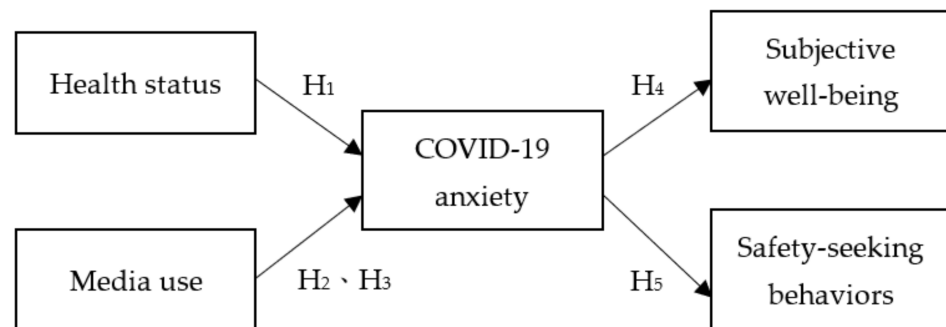 Health status
H₁
COVID-19
anxiety
H₄
Subjective
well-being
Media use
H₂、H₃
H₅
Safety-seeking
behaviors